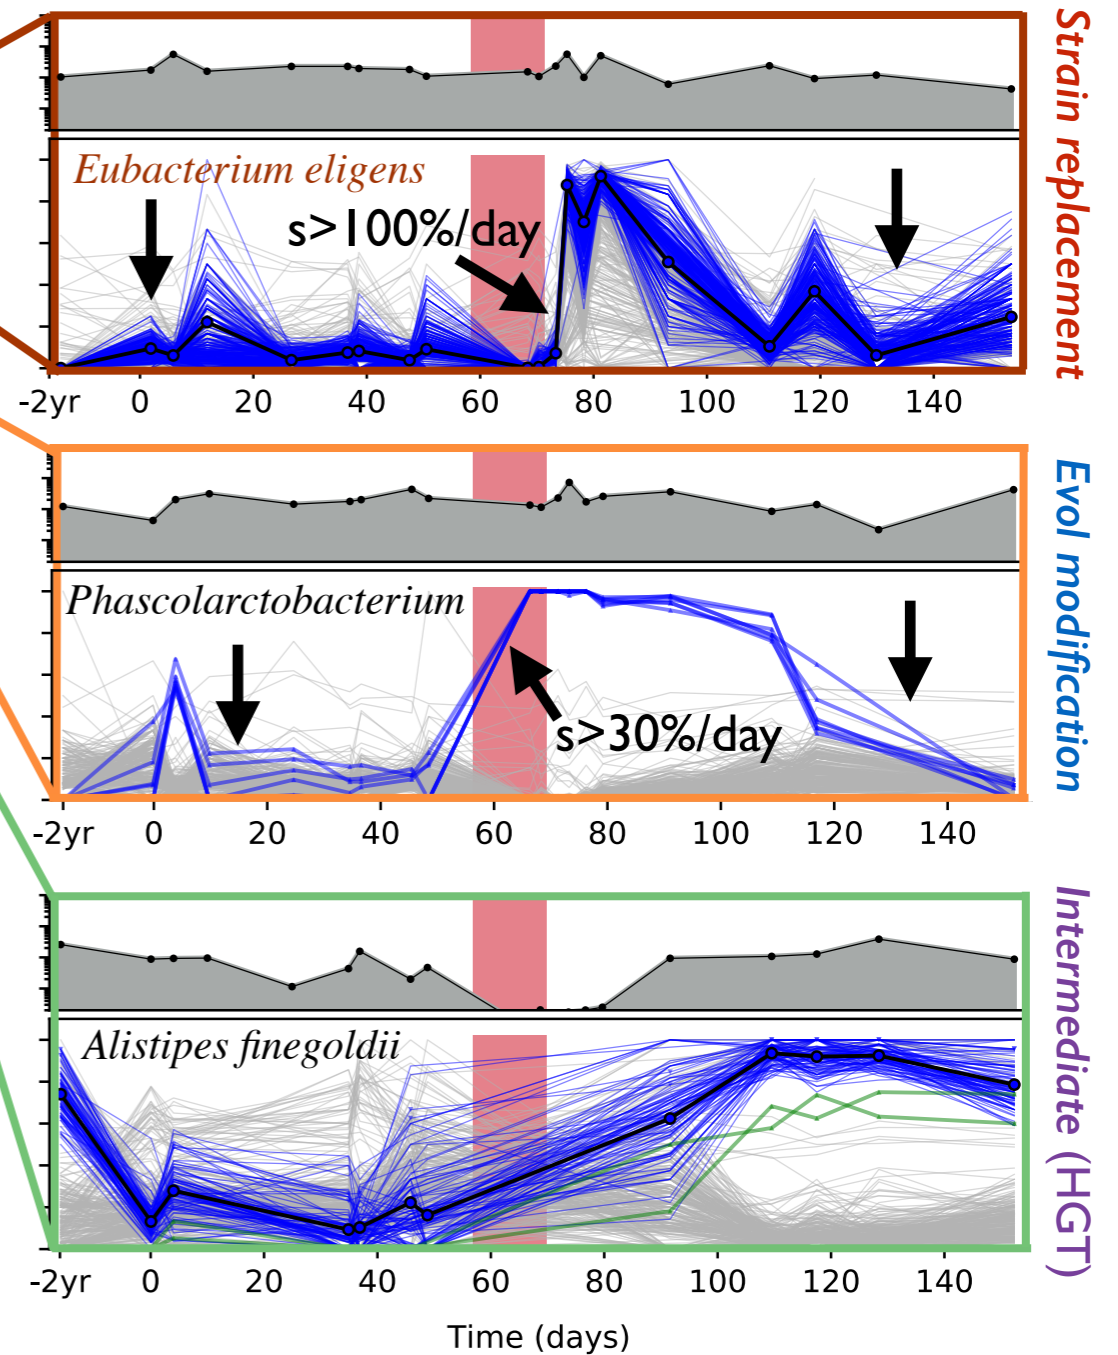 Strain replacement
Eubacterium eligens
s>100%/day
-2yr 0 20 40 60 80 100 120 140
Evol modification
Phascolarctobacterium
s>30%/day
-2yr 0 20 40 60 80 100 120 140
Intermediate (HGT)
Alistipes finegoldii
-2yr 0 20 40 60 80 100 120 140
Time (days)